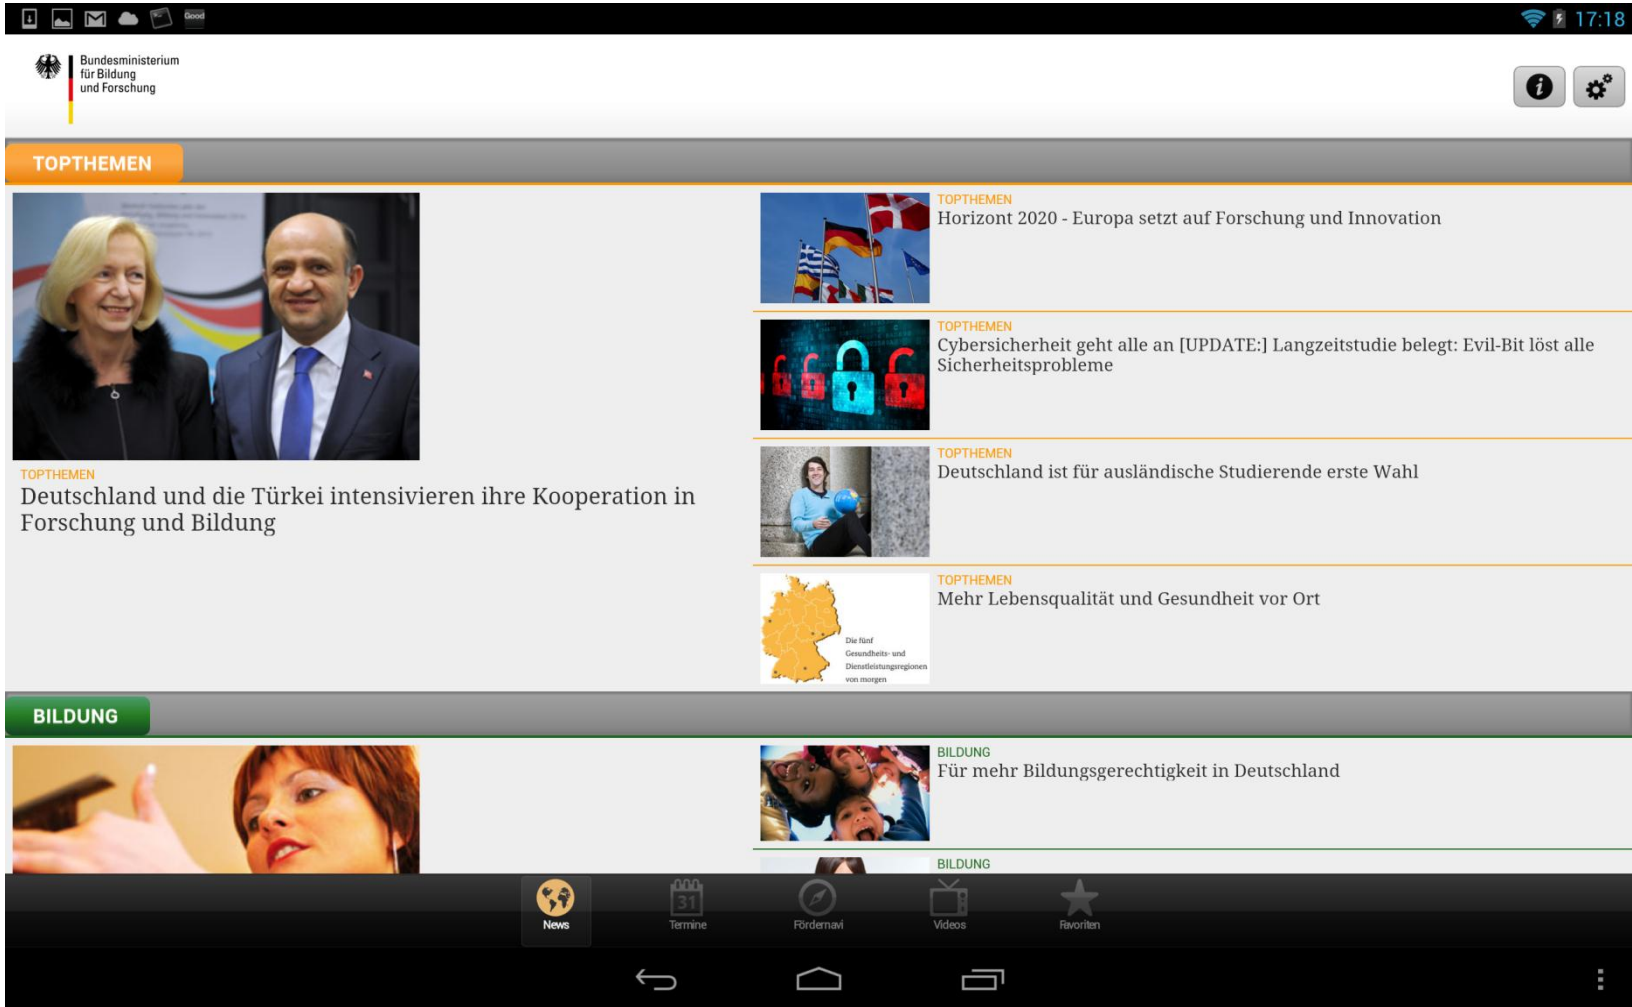 Good
17:18
Bundesministerium
für Bildung
und Forschung
TOPTHEMEN
TOPTHEMEN
Deutschland und die Türkei intensivieren ihre Kooperation in
Forschung und Bildung
TOPTHEMEN
Horizont 2020 - Europa setzt auf Forschung und Innovation
TOPTHEMEN
Cybersicherheit geht alle an [UPDATE:] Langzeitstudie belegt: Evil-Bit löst alle
Sicherheitsprobleme
TOPTHEMEN
Deutschland ist für ausländische Studierende erste Wahl
TOPTHEMEN
Mehr Lebensqualität und Gesundheit vor Ort
Die fünf
Gesundheits- und
Dienstleistungsregionen
von morgen
BILDUNG
BILDUNG
Für mehr Bildungsgerechtigkeit in Deutschland
BILDUNG
31
News
Termine
Fördernavi
Videos
Favoriten